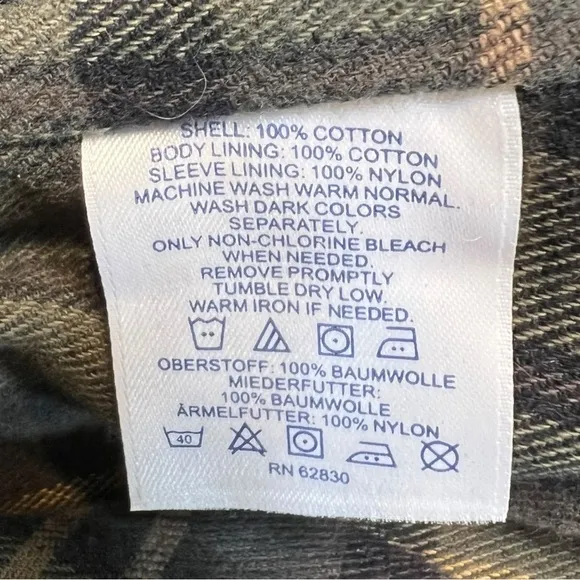 SHELL: 100% COTTON
BODY LINING: 100% COTTON
SLEEVE LINING: 100% NYLON
MACHINE WASH WARM NORMAL.
WASH DARK COLORS
SEPARATELY.
ONLY NON-CHLORINE BLEACH
WHEN NEEDED.
REMOVE PROMPTLY
TUMBLE DRY LOW.
WARM IRON IF NEEDED.
OBERSTOFF: 100% BAUMWOLLE
MIEDERFUTTER:
100% BAUMWOLLE
ÄRMELFUTTER: 100% NYLON
40
RN 62830